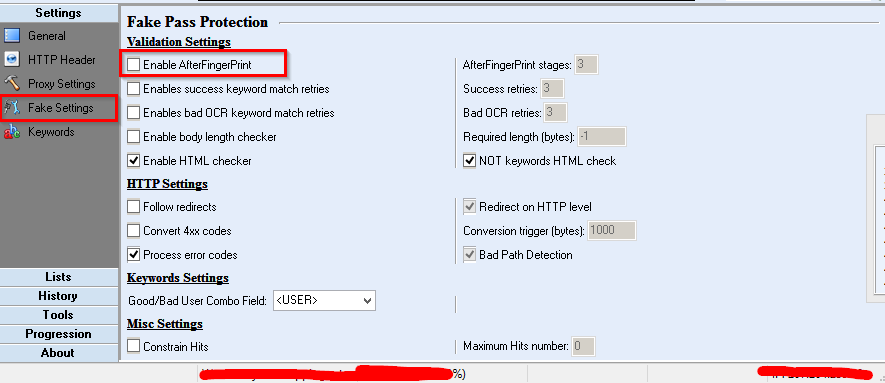 Settings
General
HTTP Header
Proxy Settings
Fake Settings
Keywords
Lists
History
Tools
Progression
About
Fake Pass Protection
Validation Settings
Enable AfterFingerPrint AfterFingerPrint stages: 3
Enables success keyword match retries Success retries: 3
Enables bad OCR keyword match retries Bad OCR retries: 3
Enable body length checker Required length (bytes): -1
Enable HTML checker NOT keywords HTML check
HTTP Settings
Follow redirects Redirect on HTTP level
Convert 4xx codes Conversion trigger (bytes): 1000
Process error codes Bad Path Detection
Keywords Settings
Good/Bad User Combo Field: <USER>
Misc Settings
Constrain Hits Maximum Hits number: 0
%)